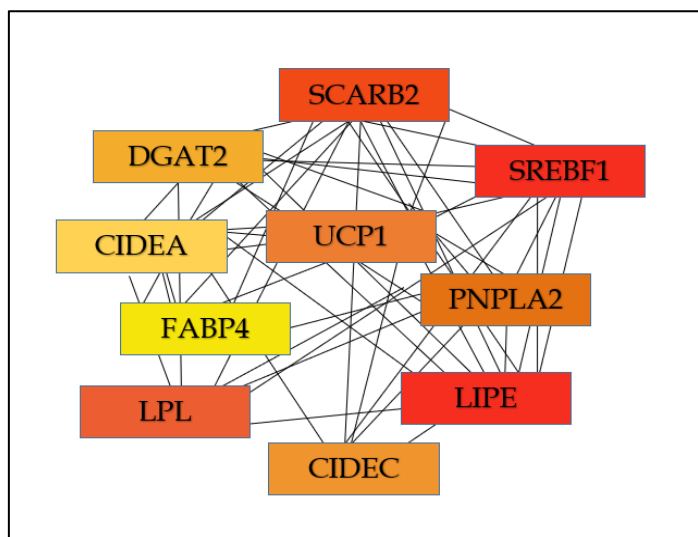 SCARB2
DGAT2
SREBF1
CIDEA
UCP1
PNPLA2
FABP4
LPL
LIPE
CIDEC